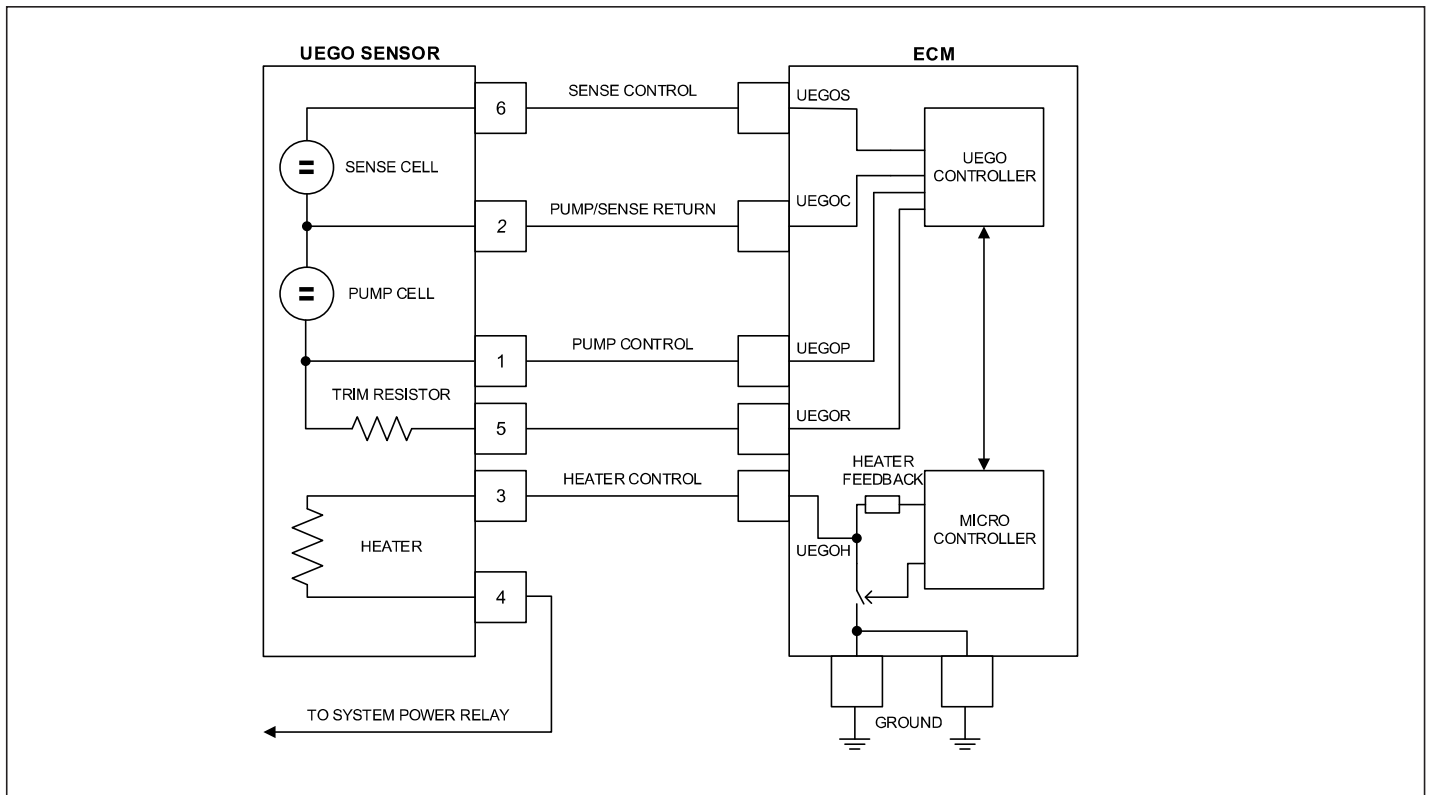 UEGO SENSOR
ECM
6
SENSE CONTROL
UEGOS
SENSE CELL
UEGO
CONTROLLER
2
PUMP/SENSE RETURN
UEGOC
PUMP CELL
1
PUMP CONTROL
UEGOP
TRIM RESISTOR
5
UEGOR
3
HEATER CONTROL
HEATER
FEEDBACK
MICRO
CONTROLLER
HEATER
UEGOH
4
TO SYSTEM POWER RELAY
GROUND